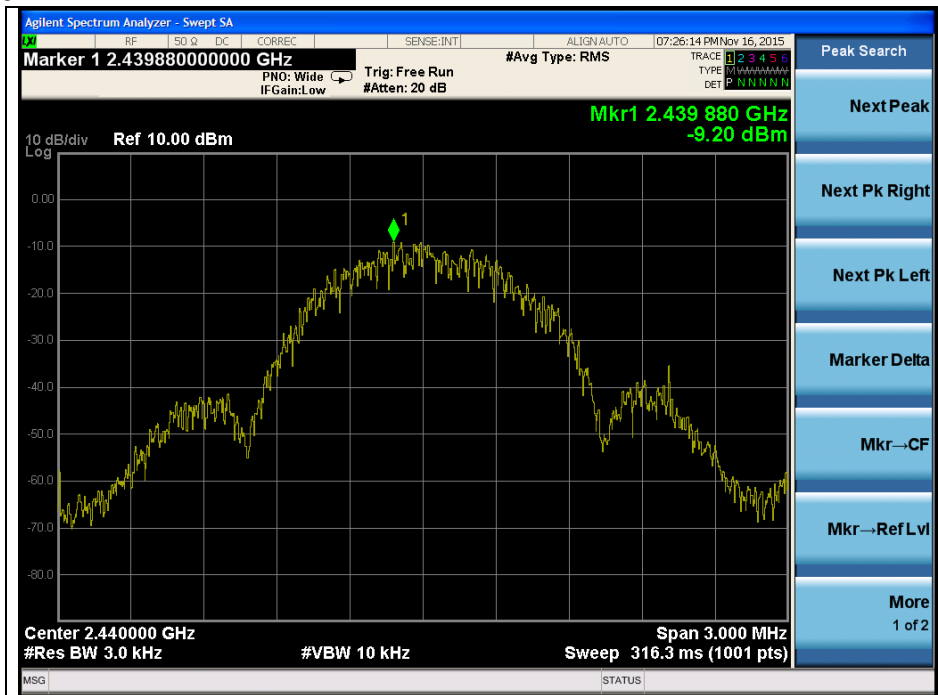 Agilent Spectrum Analyzer - Swept SA
LXI RF 50 Ω DC CORREC SENSE:INT ALIGN AUTO 07:26:14 PM Nov 16, 2015
Marker 1 2.439880000000 GHz
PNO: Wide
IFGain:Low
Trig: Free Run
#Atten: 20 dB
#Avg Type: RMS
TRACE 1 2 3 4 5 6
TYPE MWWWWW
DET P N N N N N
Peak Search
Mkr1 2.439 880 GHz
-9.20 dBm
10 dB/div Ref 10.00 dBm
Log
0.00
-10.0
-20.0
-30.0
-40.0
-50.0
-60.0
-70.0
-80.0
1
Center 2.440000 GHz Span 3.000 MHz
#Res BW 3.0 kHz #VBW 10 kHz Sweep 316.3 ms (1001 pts)
MSG STATUS
Next Peak
Next Pk Right
Next Pk Left
Marker Delta
Mkr→CF
Mkr→Ref Lvl
More
1 of 2